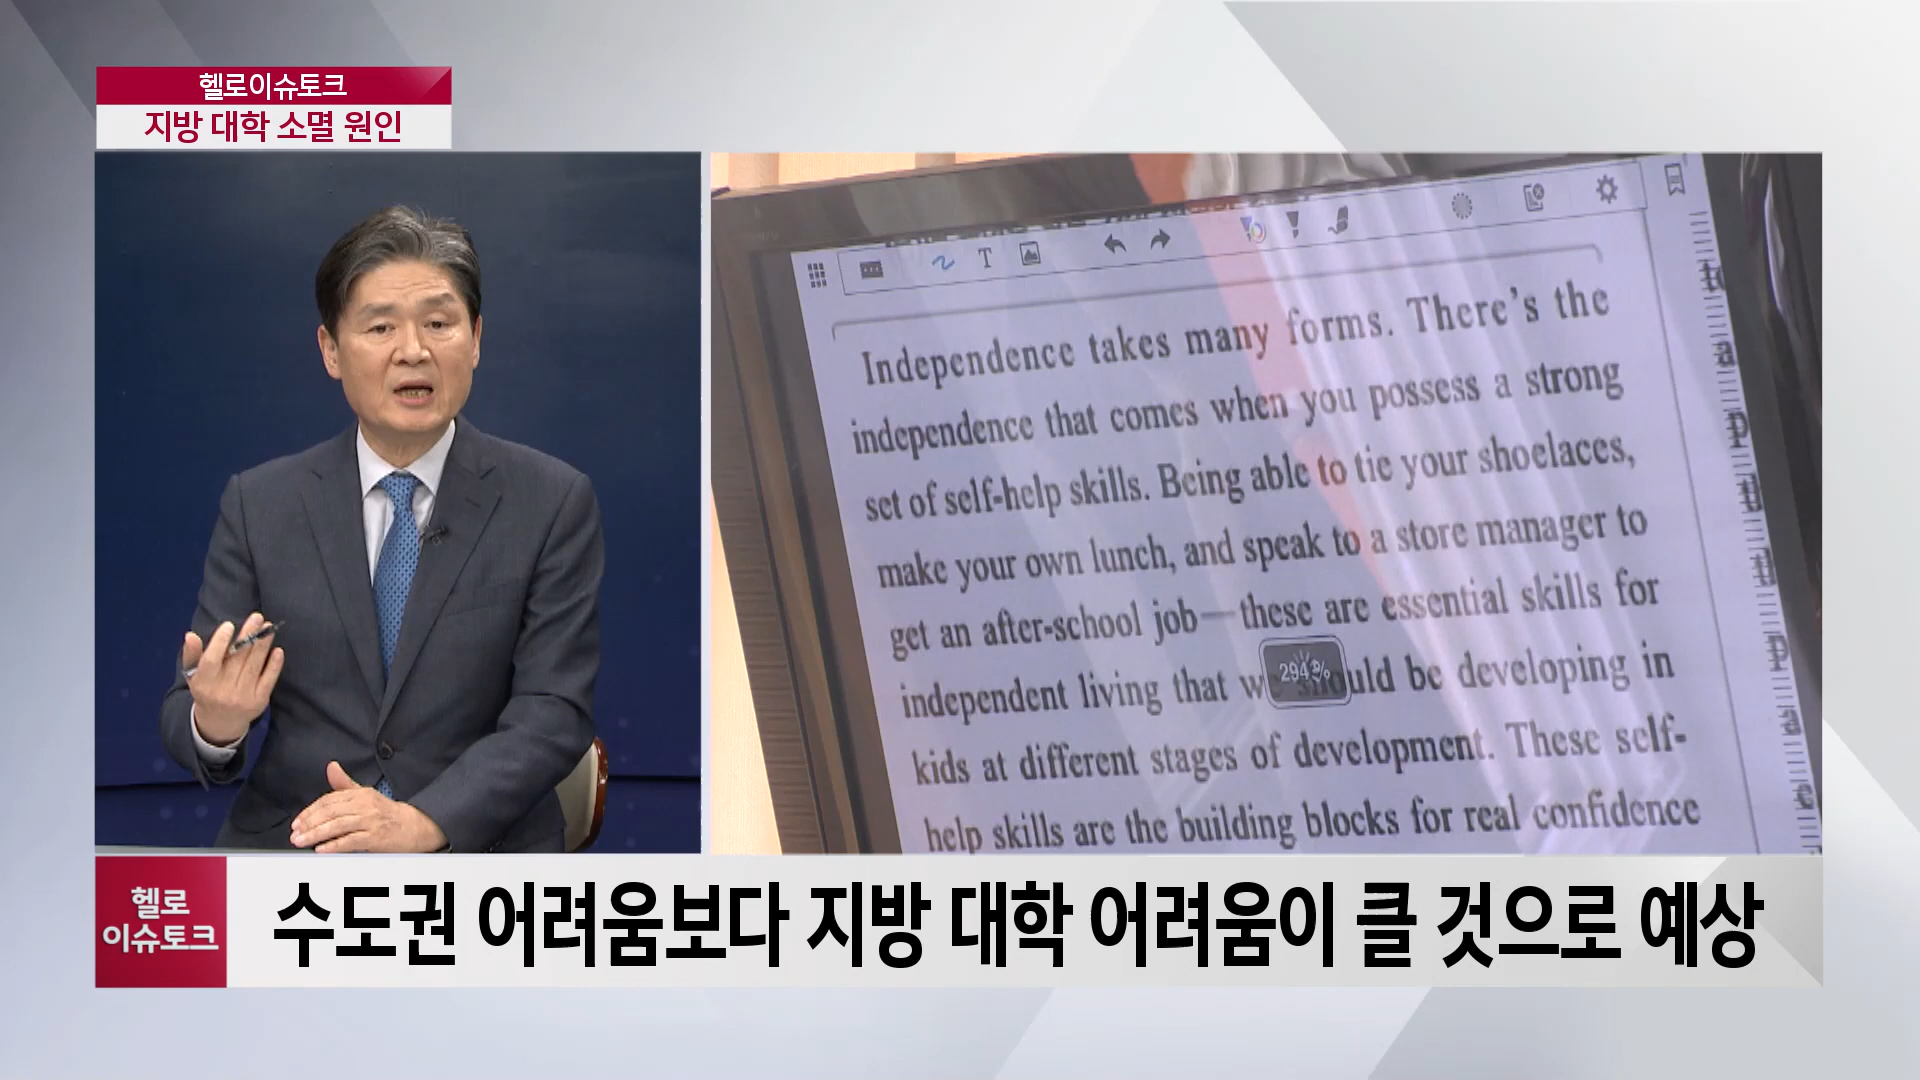 헬로이슈토크
지방 대학 소멸 원인
T
Independence takes many forms. There's the
independence that comes when you possess a strong
set of self-help skills. Being able to tie your shoelaces,
make your own lunch, and speak to a store manager to
get an after-school job—these are essential skills for
294%
independent living that be developing in
kids at different stages of development. These self-
help skills are the building blocks for real confidence
헬로
이슈토크
수도권 어려움보다 지방 대학 어려움이 클 것으로 예상